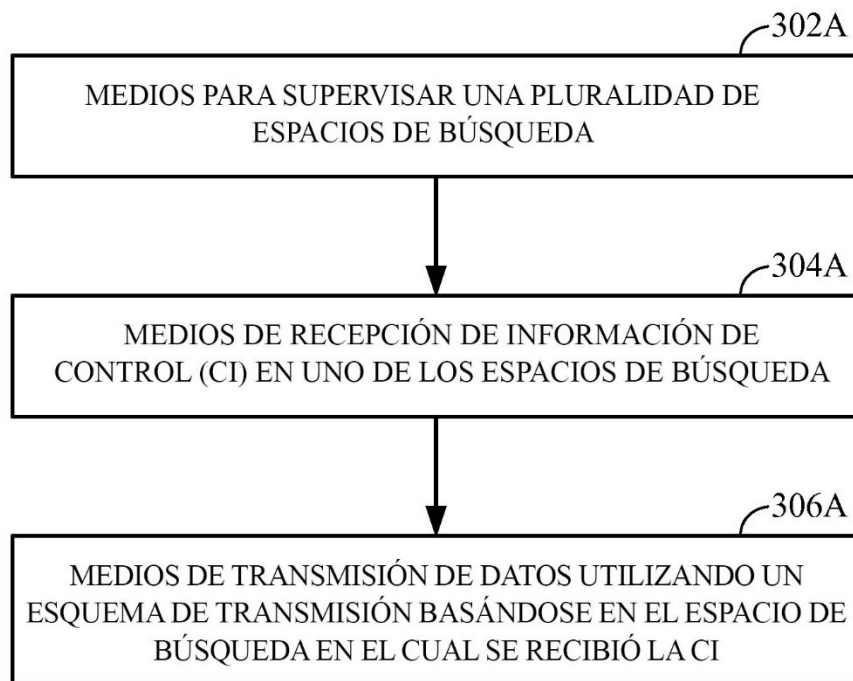 302A
MEDIOS PARA SUPERVISAR UNA PLURALIDAD DE
ESPACIOS DE BÚSQUEDA
304A
MEDIOS DE RECEPCIÓN DE INFORMACIÓN DE
CONTROL (CI) EN UNO DE LOS ESPACIOS DE BÚSQUEDA
306A
MEDIOS DE TRANSMISIÓN DE DATOS UTILIZANDO UN
ESQUEMA DE TRANSMISIÓN BASÁNDOSE EN EL ESPACIO DE
BÚSQUEDA EN EL CUAL SE RECIBIÓ LA CI